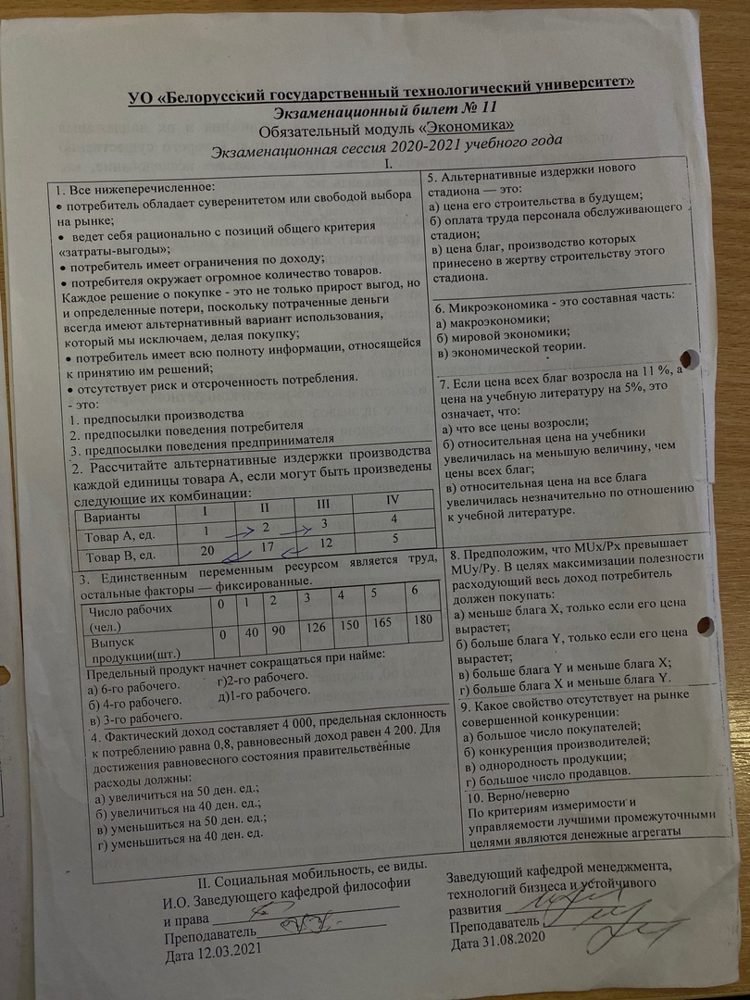 УО «Белорусский государственный технологический университет»
Экзаменационный билет № 11
Обязательный модуль «Экономика»
Экзаменационная сессия 2020-2021 учебного года
I.
1. Все нижеперечисленное:
• потребитель обладает суверенитетом или свободой выбора
на рынке;
• ведет себя рационально с позиций общего критерия
«затраты-выгоды»;
• потребитель имеет ограничения по доходу;
• потребителя окружает огромное количество товаров.
Каждое решение о покупке - это не только прирост выгод, но
и определенные потери, поскольку потраченные деньги
всегда имеют альтернативный вариант использования,
который мы исключаем, делая покупку;
• потребитель имеет всю полноту информации, относящейся
к принятию им решений;
• отсутствует риск и отсроченность потребления.
- это:
1. предпосылки производства
2. предпосылки поведения потребителя
3. предпосылки поведения предпринимателя
2. Рассчитайте альтернативные издержки производства
каждой единицы товара А, если могут быть произведены
следующие их комбинации:
Варианты I II III IV
Товар А, ед. 1 2 3 4
Товар В, ед. 20 17 12 5
3. Единственным переменным ресурсом является труд,
остальные факторы — фиксированные.
Число рабочих 0 1 2 3 4 5 6
(чел.)
Выпуск 0 40 90 126 150 165 180
продукции(шт.)
Предельный продукт начнет сокращаться при найме:
а) 6-го рабочего. г)2-го рабочего.
б) 4-го рабочего. д)1-го рабочего.
в) 3-го рабочего.
4. Фактический доход составляет 4 000, предельная склонность
к потреблению равна 0,8, равновесный доход равен 4 200. Для
достижения равновесного состояния правительственные
расходы должны:
а) увеличиться на 50 ден. ед.;
б) увеличиться на 40 ден. ед.;
в) уменьшиться на 50 ден. ед.;
г) уменьшиться на 40 ден. ед.
5. Альтернативные издержки нового
стадиона — это:
а) цена его строительства в будущем;
б) оплата труда персонала обслуживающего
стадион;
в) цена благ, производство которых
принесено в жертву строительству этого
стадиона.
6. Микроэкономика - это составная часть:
а) макроэкономики;
б) мировой экономики;
в) экономической теории.
7. Если цена всех благ возросла на 11 %, а
цена на учебную литературу на 5%, это
означает, что:
а) что все цены возросли;
б) относительная цена на учебники
увеличилась на меньшую величину, чем
цены всех благ;
в) относительная цена на все блага
увеличилась незначительно по отношению
к учебной литературе.
8. Предположим, что MUx/Px превышает
MUy/Py. В целях максимизации полезности
расходующий весь доход потребитель
должен покупать:
а) меньше блага X, только если его цена
вырастет;
б) больше блага Y, только если его цена
вырастет;
в) больше блага Y и меньше блага X;
г) больше блага X и меньше блага Y.
9. Какое свойство отсутствует на рынке
совершенной конкуренции:
а) большое число покупателей;
б) конкуренция производителей;
в) однородность продукции;
г) большое число продавцов.
10. Верно/неверно
По критериям измеримости и
управляемости лучшими промежуточными
целями являются денежные агрегаты
II. Социальная мобильность, ее виды.
И.О. Заведующего кафедрой философии
и права
Преподаватель
Дата 12.03.2021
Заведующий кафедрой менеджмента,
технологий бизнеса и устойчивого
развития
Преподаватель
Дата 31.08.2020